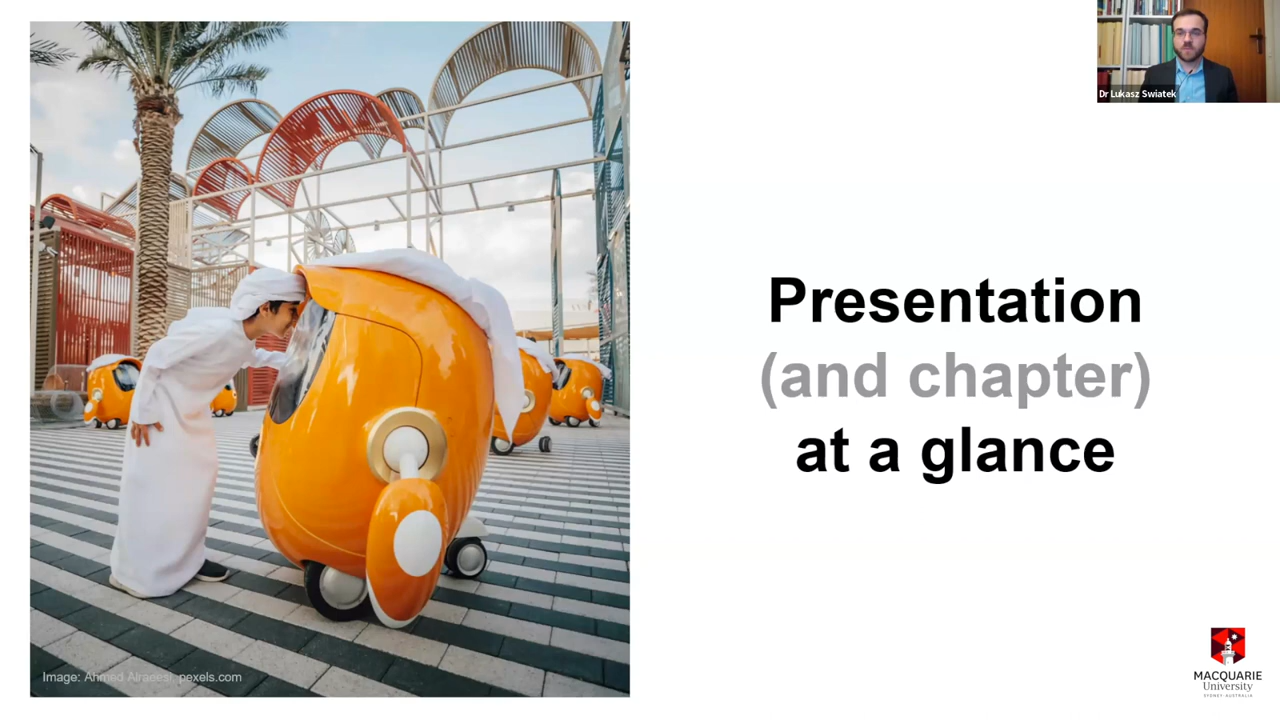 Dr Lukasz Swiatek
Presentation
(and chapter)
at a glance
Image: Ahmed Alraeesi, pexels.com
MACQUARIE
University
SYDNEY·AUSTRALIA